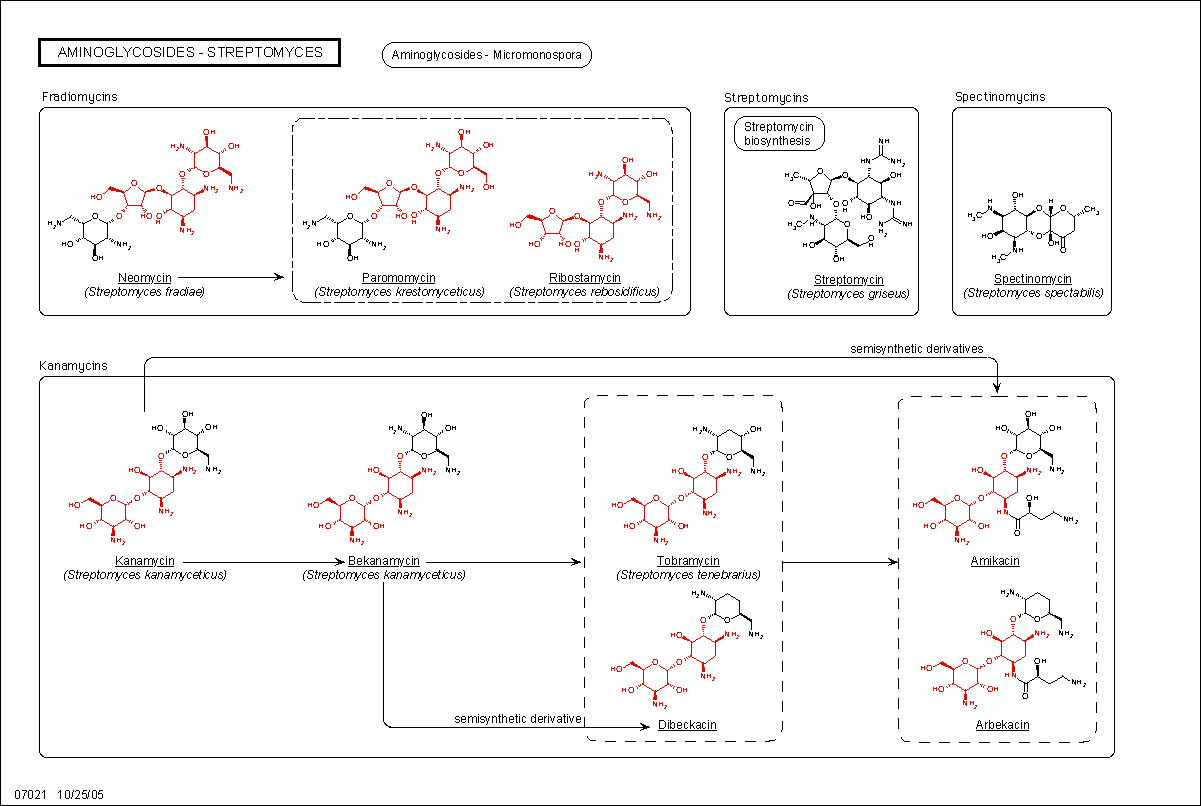 AMINOGLYCOSIDES - STREPTOMYCES
Aminoglycosides - Micromonospora
Fradiomycins
Streptomycins
Spectinomycins
Streptomycin
biosynthesis
Neomycin
(Streptomyces fradiae)
Paromomycin
(Streptomyces krestomyceticus)
Ribostamycin
(Streptomyces rebosidificus)
Streptomycin
(Streptomyces griseus)
Spectinomycin
(Streptomyces spectabilis)
semisynthetic derivatives
Kanamycins
Kanamycin
(Streptomyces kanamyceticus)
Bekanamycin
(Streptomyces kanamyceticus)
Tobramycin
(Streptomyces tenebrarius)
Amikacin
semisynthetic derivative
Dibeckacin
Arbekacin
07021 10/25/05